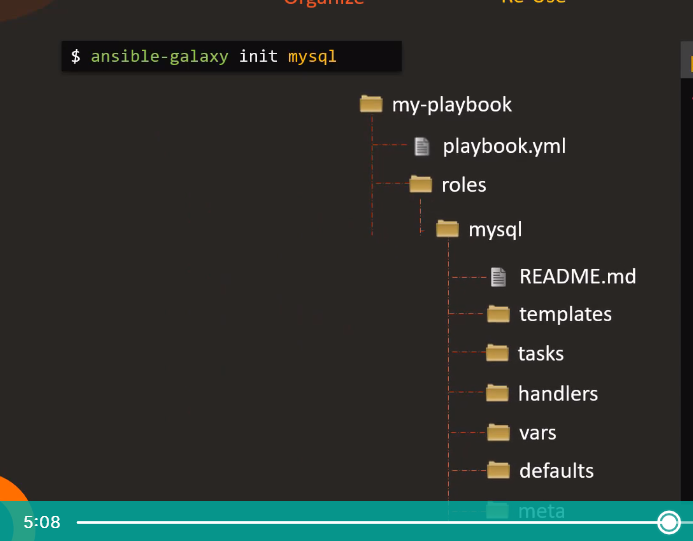 Organize Re-Use
$ ansible-galaxy init mysql
my-playbook
playbook.yml
roles
mysql
README.md
templates
tasks
handlers
vars
defaults
meta
5:08